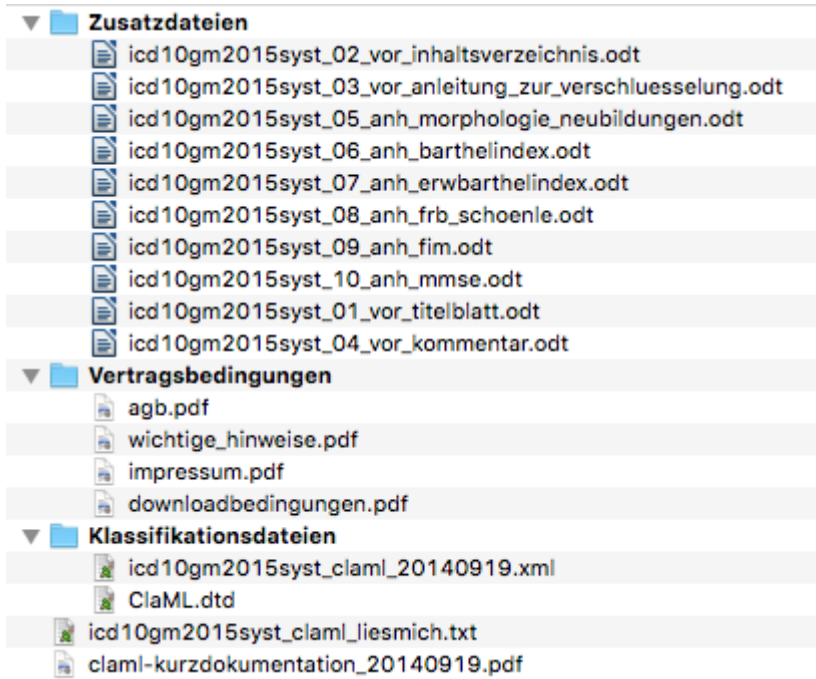 Zusatzdateien
icd10gm2015syst_02_vor_inhaltsverzeichnis.odt
icd10gm2015syst_03_vor_anleitung_zur_verschluesselung.odt
icd10gm2015syst_05_anh_morphologie_neubildungen.odt
icd10gm2015syst_06_anh_barthelindex.odt
icd10gm2015syst_07_anh_erwbarthelindex.odt
icd10gm2015syst_08_anh_frb_schoenle.odt
icd10gm2015syst_09_anh_fim.odt
icd10gm2015syst_10_anh_mmse.odt
icd10gm2015syst_01_vor_titelblatt.odt
icd10gm2015syst_04_vor_kommentar.odt
Vertragsbedingungen
agb.pdf
wichtige_hinweise.pdf
impressum.pdf
downloadbedingungen.pdf
Klassifikationsdateien
icd10gm2015syst_claml_20140919.xml
ClaML.dtd
icd10gm2015syst_claml_liesmich.txt
claml-kurzdokumentation_20140919.pdf